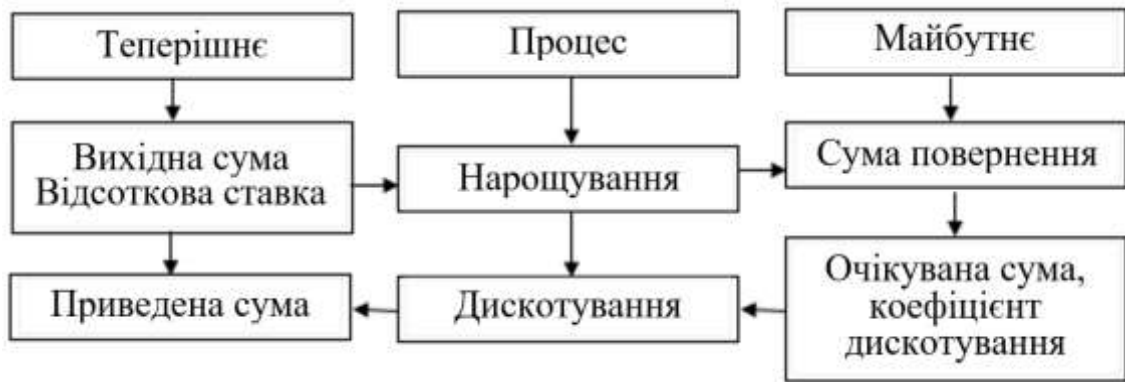 Теперішнє
Процес
Майбутнє
Вихідна сума
Відсоткова ставка
Нарощування
Сума повернення
Приведена сума
Дискотування
Очікувана сума,
коефіцієнт
дискотування